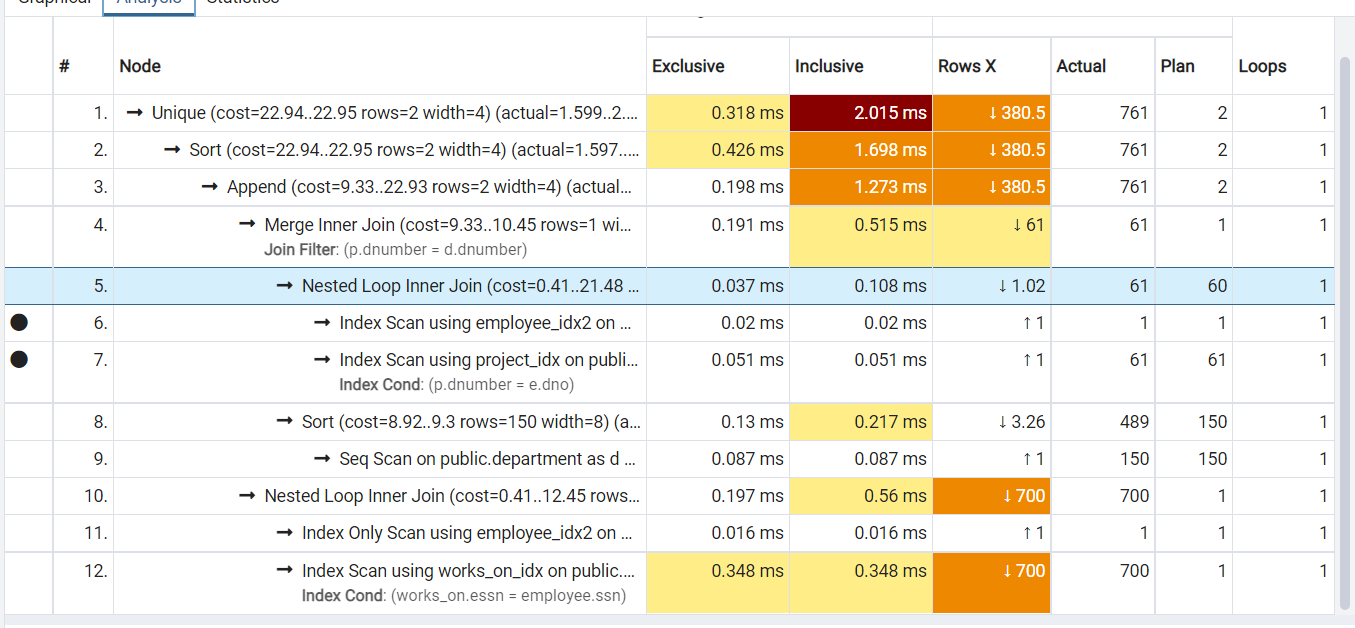 Graphical Analysis Statistics
# Node Exclusive Inclusive Rows X Actual Plan Loops
1. → Unique (cost=22.94..22.95 rows=2 width=4) (actual=1.599..2.... 0.318 ms 2.015 ms ↓ 380.5 761 2 1
2. → Sort (cost=22.94..22.95 rows=2 width=4) (actual=1.597..... 0.426 ms 1.698 ms ↓ 380.5 761 2 1
3. → Append (cost=9.33..22.93 rows=2 width=4) (actual... 0.198 ms 1.273 ms ↓ 380.5 761 2 1
4. → Merge Inner Join (cost=9.33..10.45 rows=1 wi... 0.191 ms 0.515 ms ↓ 61 61 1 1
Join Filter: (p.dnumber = d.dnumber)
5. → Nested Loop Inner Join (cost=0.41..21.48 ... 0.037 ms 0.108 ms ↓ 1.02 61 60 1
6. → Index Scan using employee_idx2 on ... 0.02 ms 0.02 ms ↑ 1 1 1 1
7. → Index Scan using project_idx on publi... 0.051 ms 0.051 ms ↑ 1 61 61 1
Index Cond: (p.dnumber = e.dno)
8. → Sort (cost=8.92..9.3 rows=150 width=8) (a... 0.13 ms 0.217 ms ↓ 3.26 489 150 1
9. → Seq Scan on public.department as d ... 0.087 ms 0.087 ms ↑ 1 150 150 1
10. → Nested Loop Inner Join (cost=0.41..12.45 rows... 0.197 ms 0.56 ms ↓ 700 700 1 1
11. → Index Only Scan using employee_idx2 on ... 0.016 ms 0.016 ms ↑ 1 1 1 1
12. → Index Scan using works_on_idx on public.... 0.348 ms 0.348 ms ↓ 700 700 1 1
Index Cond: (works_on.essn = employee.ssn)